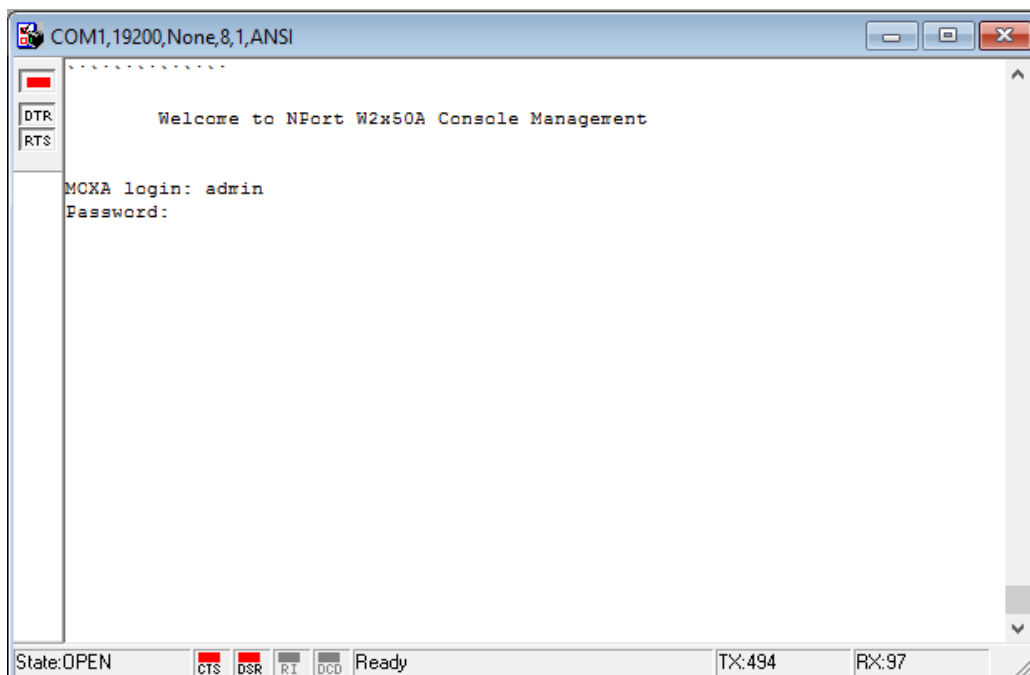 COM1,19200,None,8,1,ANSI
DTR
RTS
Welcome to NPort W2x50A Console Management
MOXA login: admin
Password:
State:OPEN CTS DSR RI DCD Ready TX:494 RX:97